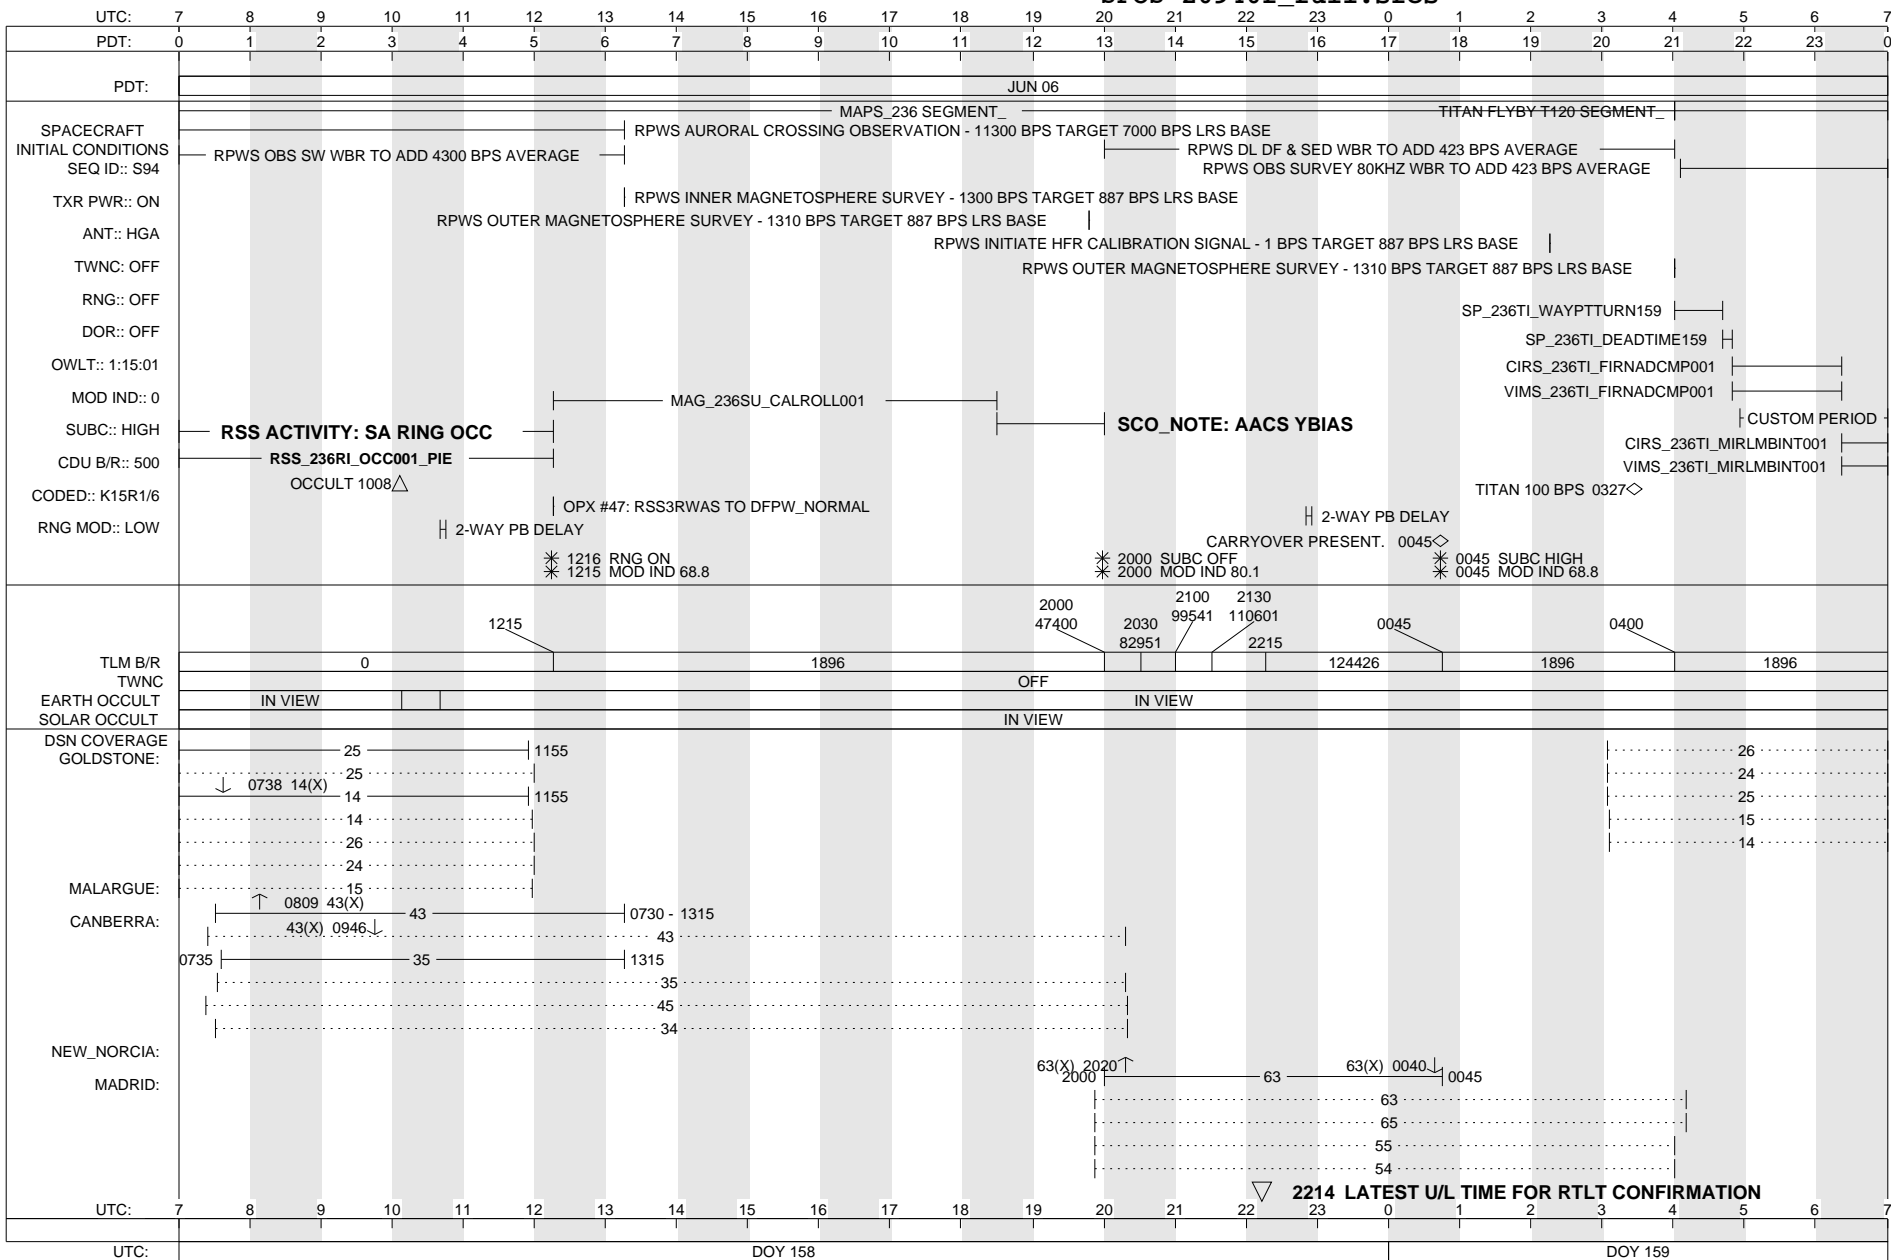 UTC: 7 8 9 10 11 12 13 14 15 16 17 18 19 20 21 22 23 0 1 2 3 4 5 6 7
PDT: 0 1 2 3 4 5 6 7 8 9 10 11 12 13 14 15 16 17 18 19 20 21 22 23 0
PDT: JUN 06
MAPS_236 SEGMENT_ TITAN FLYBY T120 SEGMENT_
SPACECRAFT
INITIAL CONDITIONS
SEQ ID:: S94
TXR PWR:: ON
ANT:: HGA
TWNC: OFF
RNG:: OFF
DOR:: OFF
OWLT:: 1:15:01
MOD IND:: 0
SUBC:: HIGH
CDU B/R:: 500
CODED:: K15R1/6
RNG MOD:: LOW
RPWS AURORAL CROSSING OBSERVATION - 11300 BPS TARGET 7000 BPS LRS BASE
RPWS OBS SW WBR TO ADD 4300 BPS AVERAGE
RPWS DL DF & SED WBR TO ADD 423 BPS AVERAGE
RPWS OBS SURVEY 80KHZ WBR TO ADD 423 BPS AVERAGE
RPWS INNER MAGNETOSPHERE SURVEY - 1300 BPS TARGET 887 BPS LRS BASE
RPWS OUTER MAGNETOSPHERE SURVEY - 1310 BPS TARGET 887 BPS LRS BASE
RPWS INITIATE HFR CALIBRATION SIGNAL - 1 BPS TARGET 887 BPS LRS BASE
RPWS OUTER MAGNETOSPHERE SURVEY - 1310 BPS TARGET 887 BPS LRS BASE
SP_236TI_WAYPTTURN159
SP_236TI_DEADTIME159
CIRS_236TI_FIRNADCMP001
VIMS_236TI_FIRNADCMP001
MAG_236SU_CALROLL001
CUSTOM PERIOD
RSS ACTIVITY: SA RING OCC
SCO_NOTE: AACS YBIAS
CIRS_236TI_MIRLMBINT001
RSS_236RI_OCC001_PIE
VIMS_236TI_MIRLMBINT001
OCCULT 1008
TITAN 100 BPS 0327
OPX #47: RSS3RWAS TO DFPW_NORMAL
2-WAY PB DELAY
2-WAY PB DELAY
CARRYOVER PRESENT. 0045
1216 RNG ON
2000 SUBC OFF
0045 SUBC HIGH
1215 MOD IND 68.8
2000 MOD IND 80.1
0045 MOD IND 68.8
2100 2130
2000 99541 110601
1215 47400 2030 0045 0400
82951 2215
TLM B/R 0 1896 124426 1896 1896
TWNC OFF
EARTH OCCULT IN VIEW IN VIEW
SOLAR OCCULT IN VIEW
DSN COVERAGE
GOLDSTONE:
25 1155 26
25 24
0738 14(X)
14 1155 25
14 15
26 14
24
MALARGUE: 15
0809 43(X)
CANBERRA: 43 0730 - 1315
43(X) 0946 43
0735 35 1315
35
45
34
NEW_NORCIA:
63(X) 2020 63(X) 0040
MADRID: 2000 63 0045
63
65
55
54
2214 LATEST U/L TIME FOR RTLT CONFIRMATION
UTC: 7 8 9 10 11 12 13 14 15 16 17 18 19 20 21 22 23 0 1 2 3 4 5 6 7
UTC: DOY 158 DOY 159